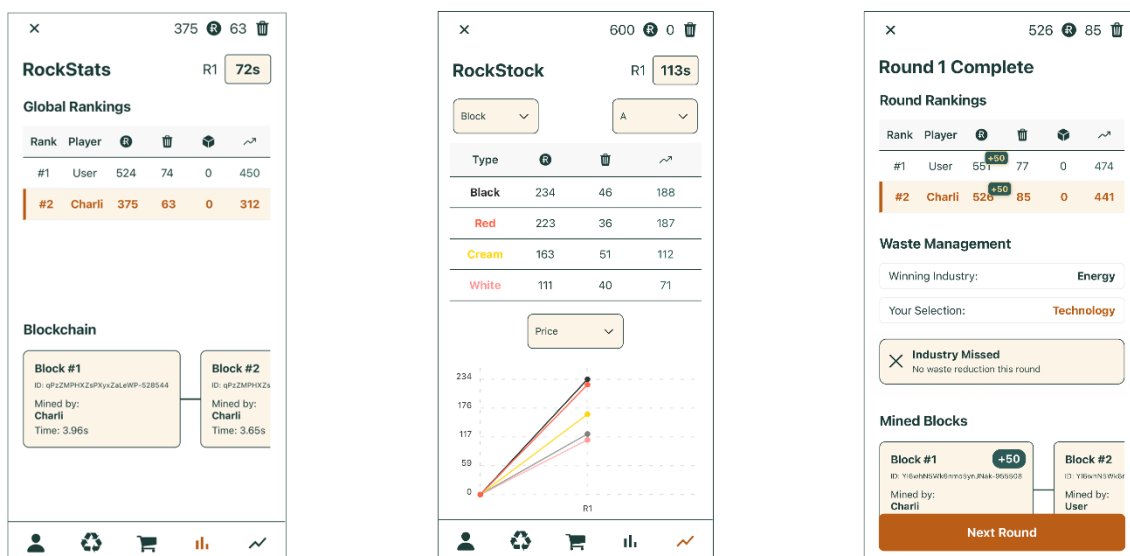 375 63
RockStats R1 72s
Global Rankings
Rank Player
#1 User 524 74 0 450
#2 Charli 375 63 0 312
Blockchain
Block #1
ID: qPzZMPHXZsPXyxZaLeWP-528544
Mined by:
Charli
Time: 3.96s
Block #2
ID: qPzZMPHXZs
Mined by:
Charli
Time: 3.65s
600 0
RockStock R1 113s
Block A
Type
Black 234 46 188
Red 223 36 187
Cream 163 51 112
White 111 40 71
Price
234
176
117
59
0
R1
526 85
Round 1 Complete
Round Rankings
Rank Player
+50
#1 User 551 77 0 474
+50
#2 Charli 526 85 0 441
Waste Management
Winning Industry: Energy
Your Selection: Technology
Industry Missed
No waste reduction this round
Mined Blocks
Block #1 +50
Mined by:
Charli
Block #2
Mined by:
User
Next Round